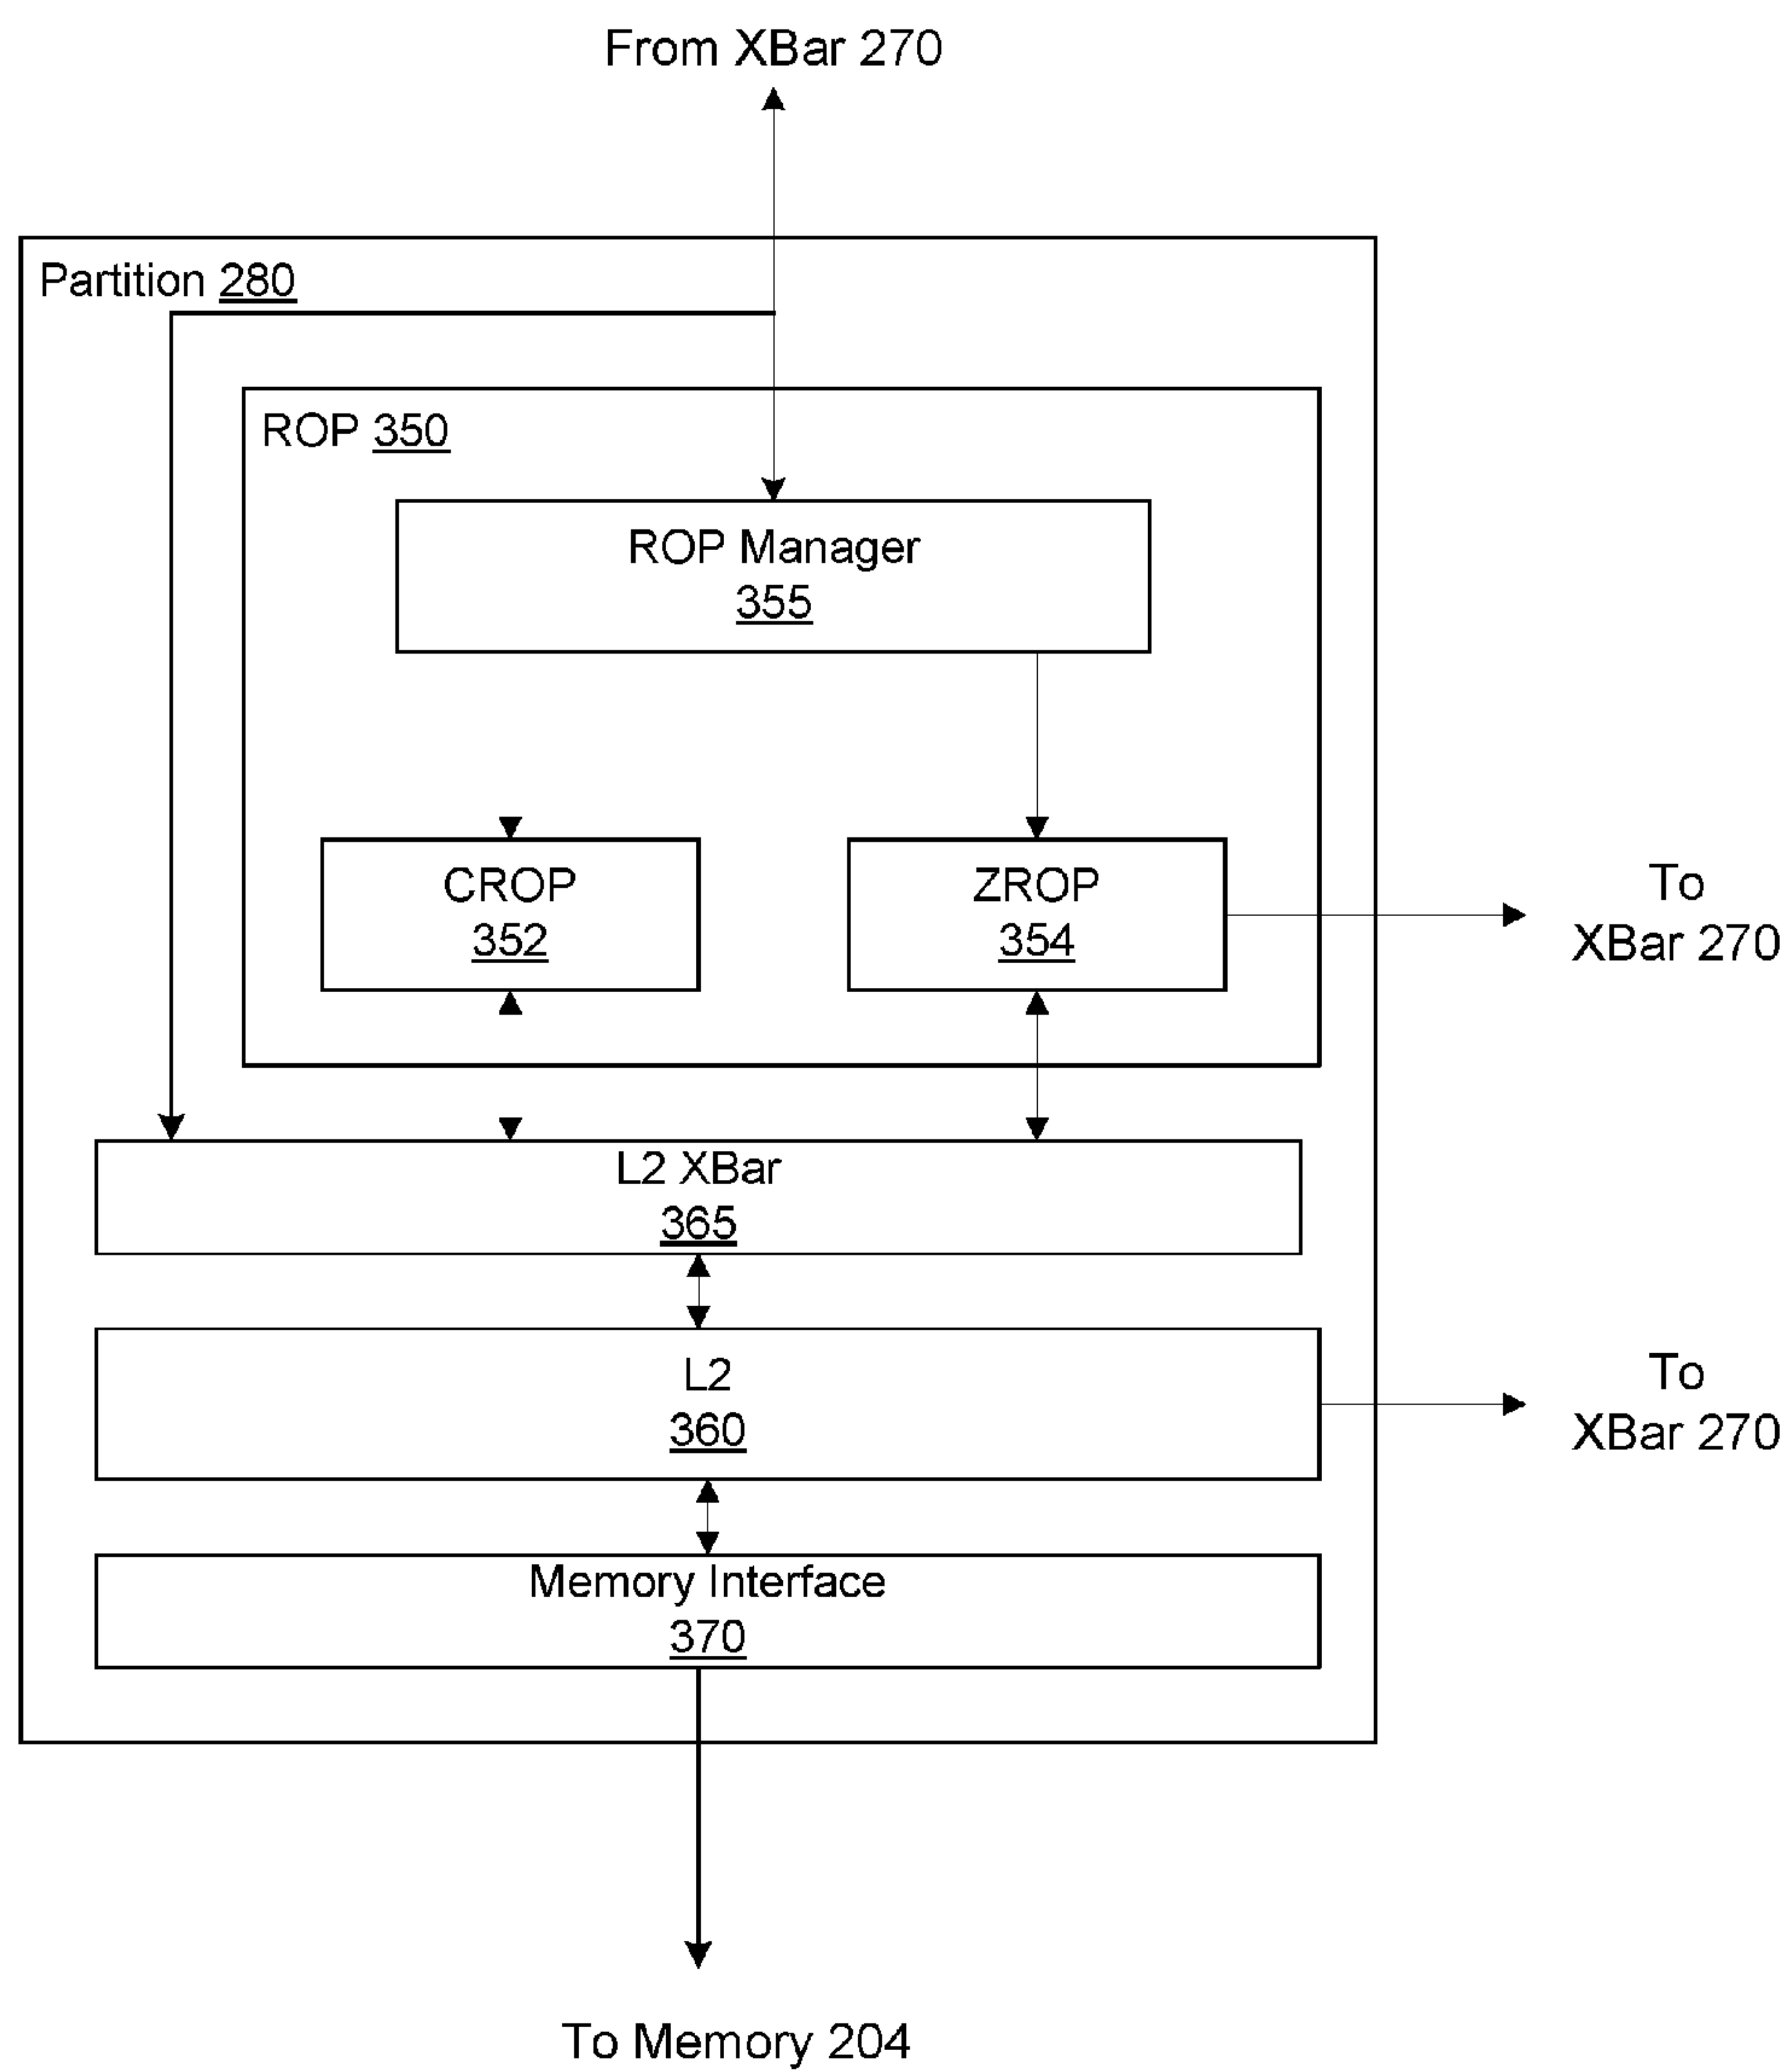 From XBar 270
Partition 280
ROP 350
ROP Manager
355
CROP
352
ZROP
354
To
XBar 270
L2 XBar
365
L2
360
To
XBar 270
Memory Interface
370
To Memory 204